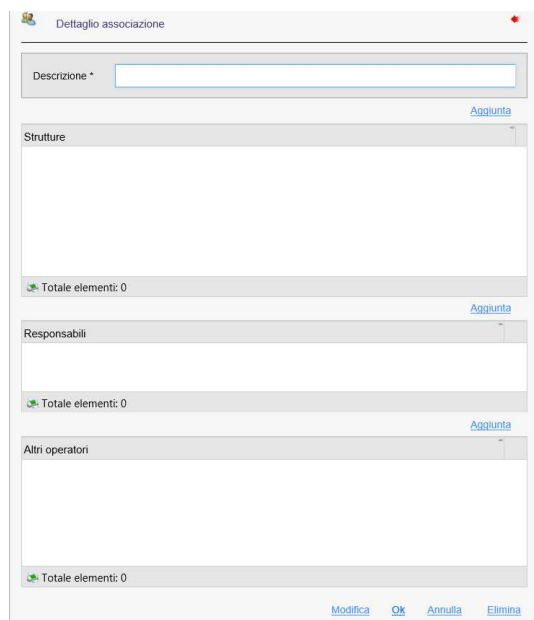 Dettaglio associazione
Descrizione *
Aggiunta
Strutture
Totale elementi: 0
Aggiunta
Responsabili
Totale elementi: 0
Aggiunta
Altri operatori
Totale elementi: 0
Modifica Ok Annulla Elimina